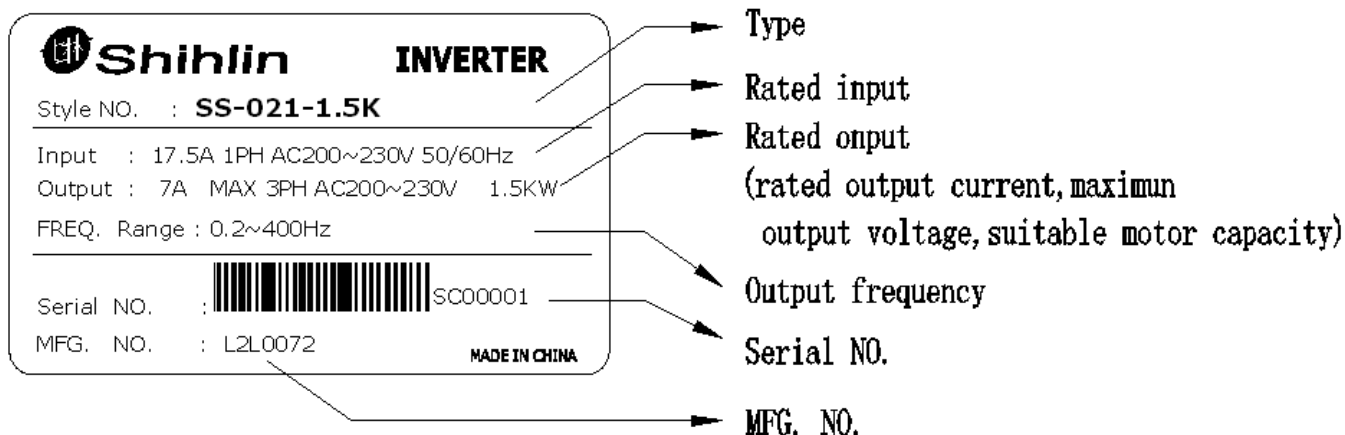 Shihlin INVERTER
Style NO. : SS-021-1.5K
Input : 17.5A 1PH AC200~230V 50/60Hz
Output : 7A MAX 3PH AC200~230V 1.5KW
FREQ. Range : 0.2~400Hz
Serial NO. : SC00001
MFG. NO. : L2L0072
MADE IN CHINA
Type
Rated input
Rated onput
(rated output current,maximun
output voltage,suitable motor capacity)
Output frequency
Serial NO.
MFG. NO.